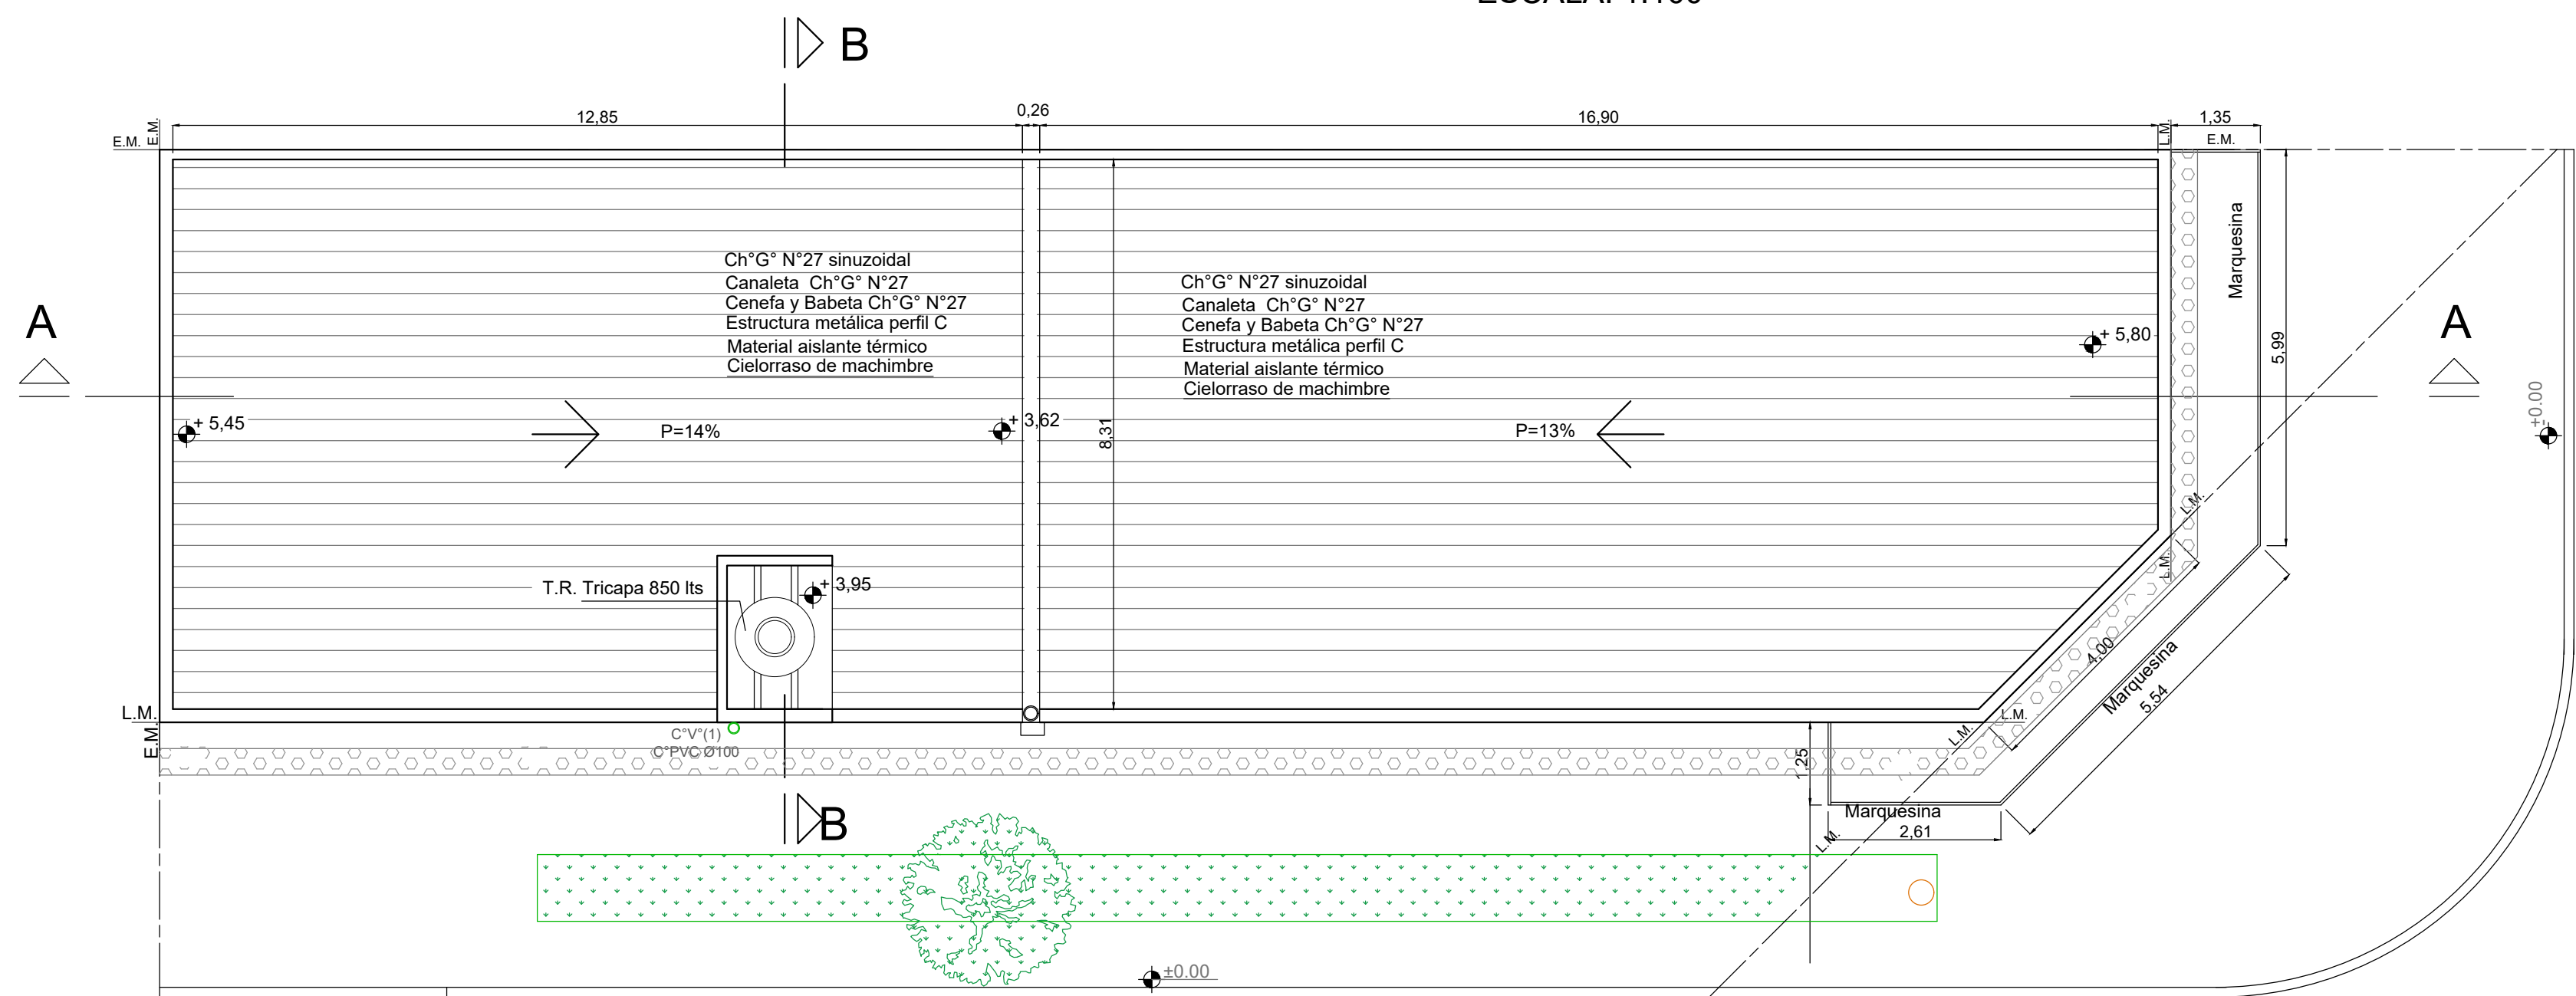 B
12,85
0,26
16,90
1,35
E.M.
E.M.
L.M.
E.M.
Marquesina
Ch°G° N°27 sinuzoidal
Canaleta Ch°G° N°27
Cenefa y Babeta Ch°G° N°27
Estructura metálica perfil C
Material aislante térmico
Cielorraso de machimbre
Ch°G° N°27 sinuzoidal
Canaleta Ch°G° N°27
Cenefa y Babeta Ch°G° N°27
Estructura metálica perfil C
Material aislante térmico
Cielorraso de machimbre
A
A
+ 5,80
5,99
±0.00
+ 5,45
P=14%
+ 3,62
8,31
P=13%
L.M.
L.M.
T.R. Tricapa 850 lts
+ 3,95
4,00
Marquesina
5,54
L.M.
E.M.
C°V°(1)
C°PVC Ø100
L.M.
L.M.
B
Marquesina
2,61
L.M.
±0.00